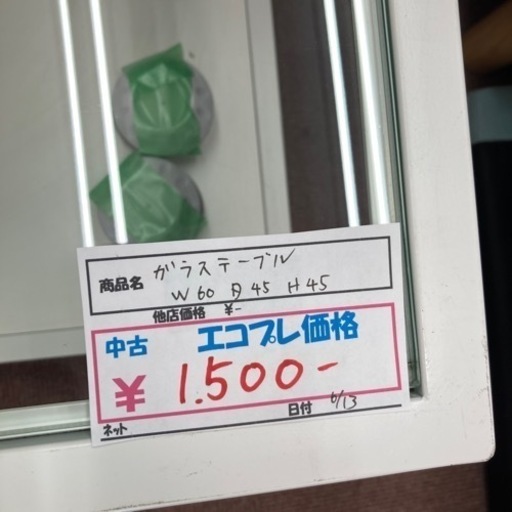 商品名 ガラステーブル
W60 D45 H45
他店価格 ¥-
中古 エコプレ価格
¥ 1.500-
ネット 日付 6/13